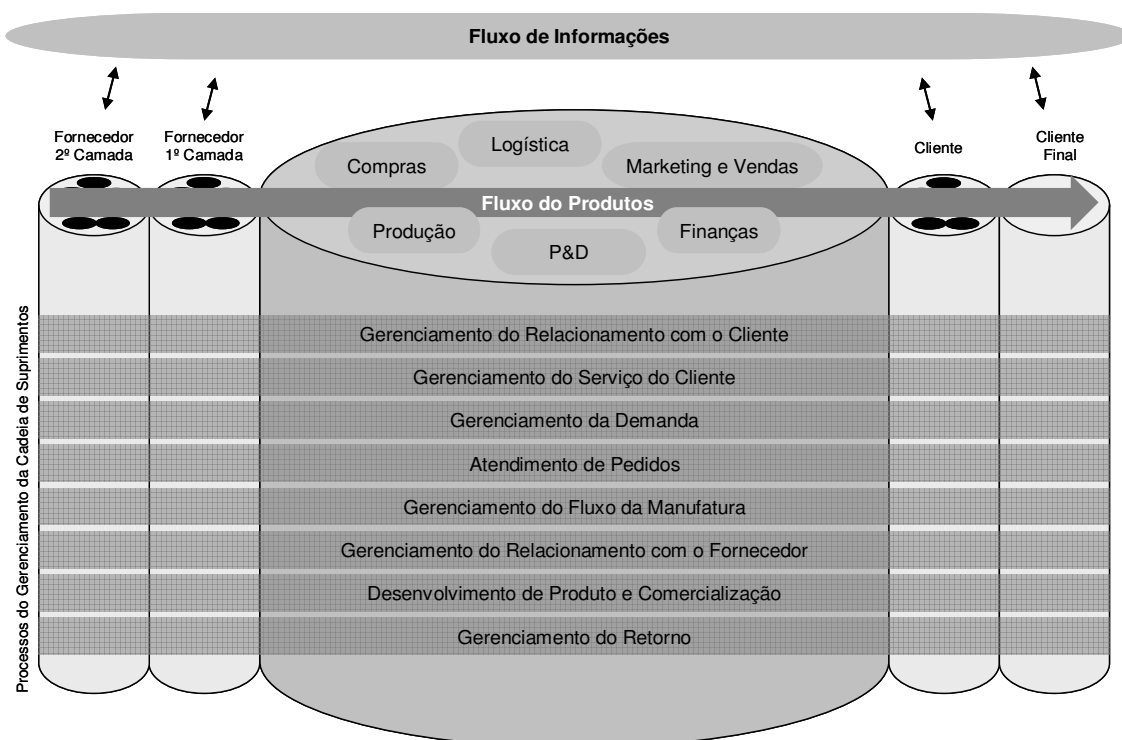 Fluxo de Informações
Fornecedor
2º Camada
Fornecedor
1º Camada
Cliente
Cliente
Final
Logística
Compras
Marketing e Vendas
Fluxo do Produtos
Produção
Finanças
P&D
Processos do Gerenciamento da Cadeia de Suprimentos
Gerenciamento do Relacionamento com o Cliente
Gerenciamento do Serviço do Cliente
Gerenciamento da Demanda
Atendimento de Pedidos
Gerenciamento do Fluxo da Manufatura
Gerenciamento do Relacionamento com o Fornecedor
Desenvolvimento de Produto e Comercialização
Gerenciamento do Retorno